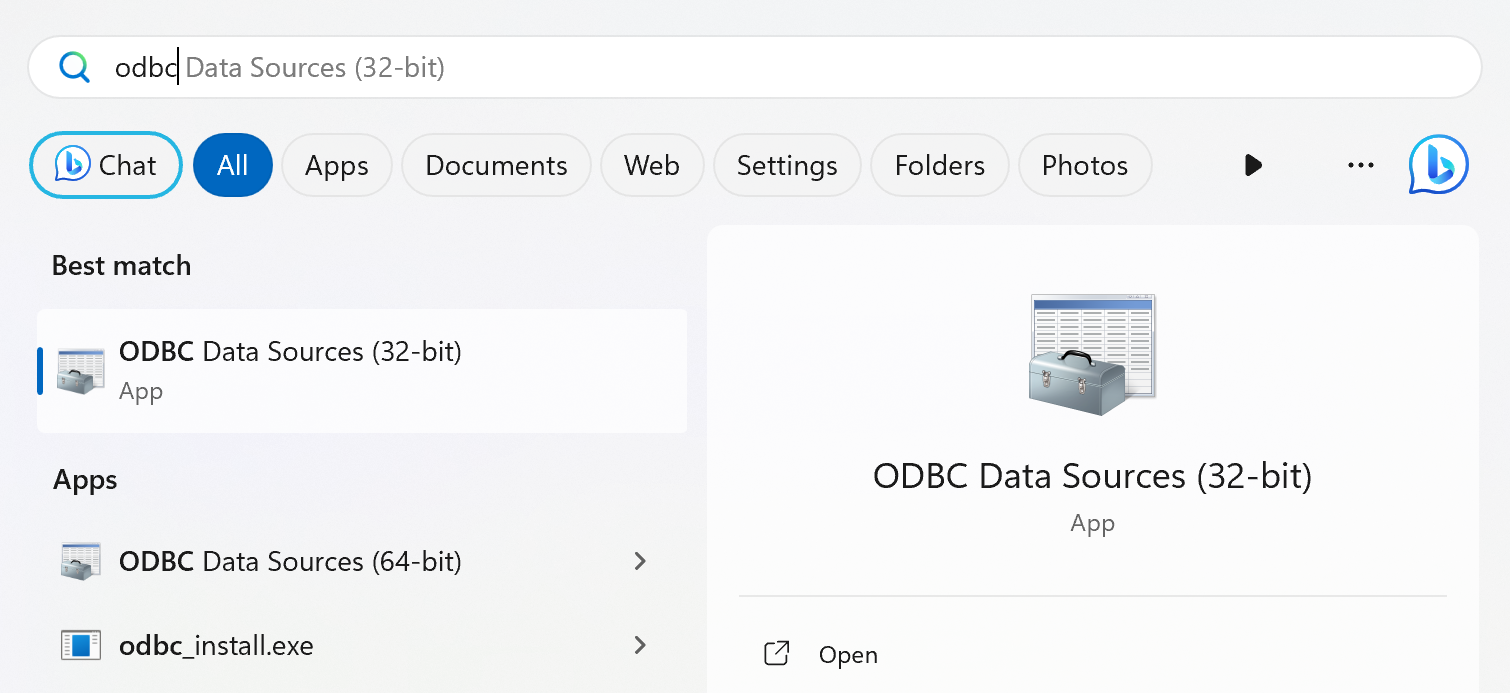 odbc Data Sources (32-bit)
Chat All Apps Documents Web Settings Folders Photos
Best match
ODBC Data Sources (32-bit)
App
Apps
ODBC Data Sources (64-bit)
odbc_install.exe
ODBC Data Sources (32-bit)
App
Open